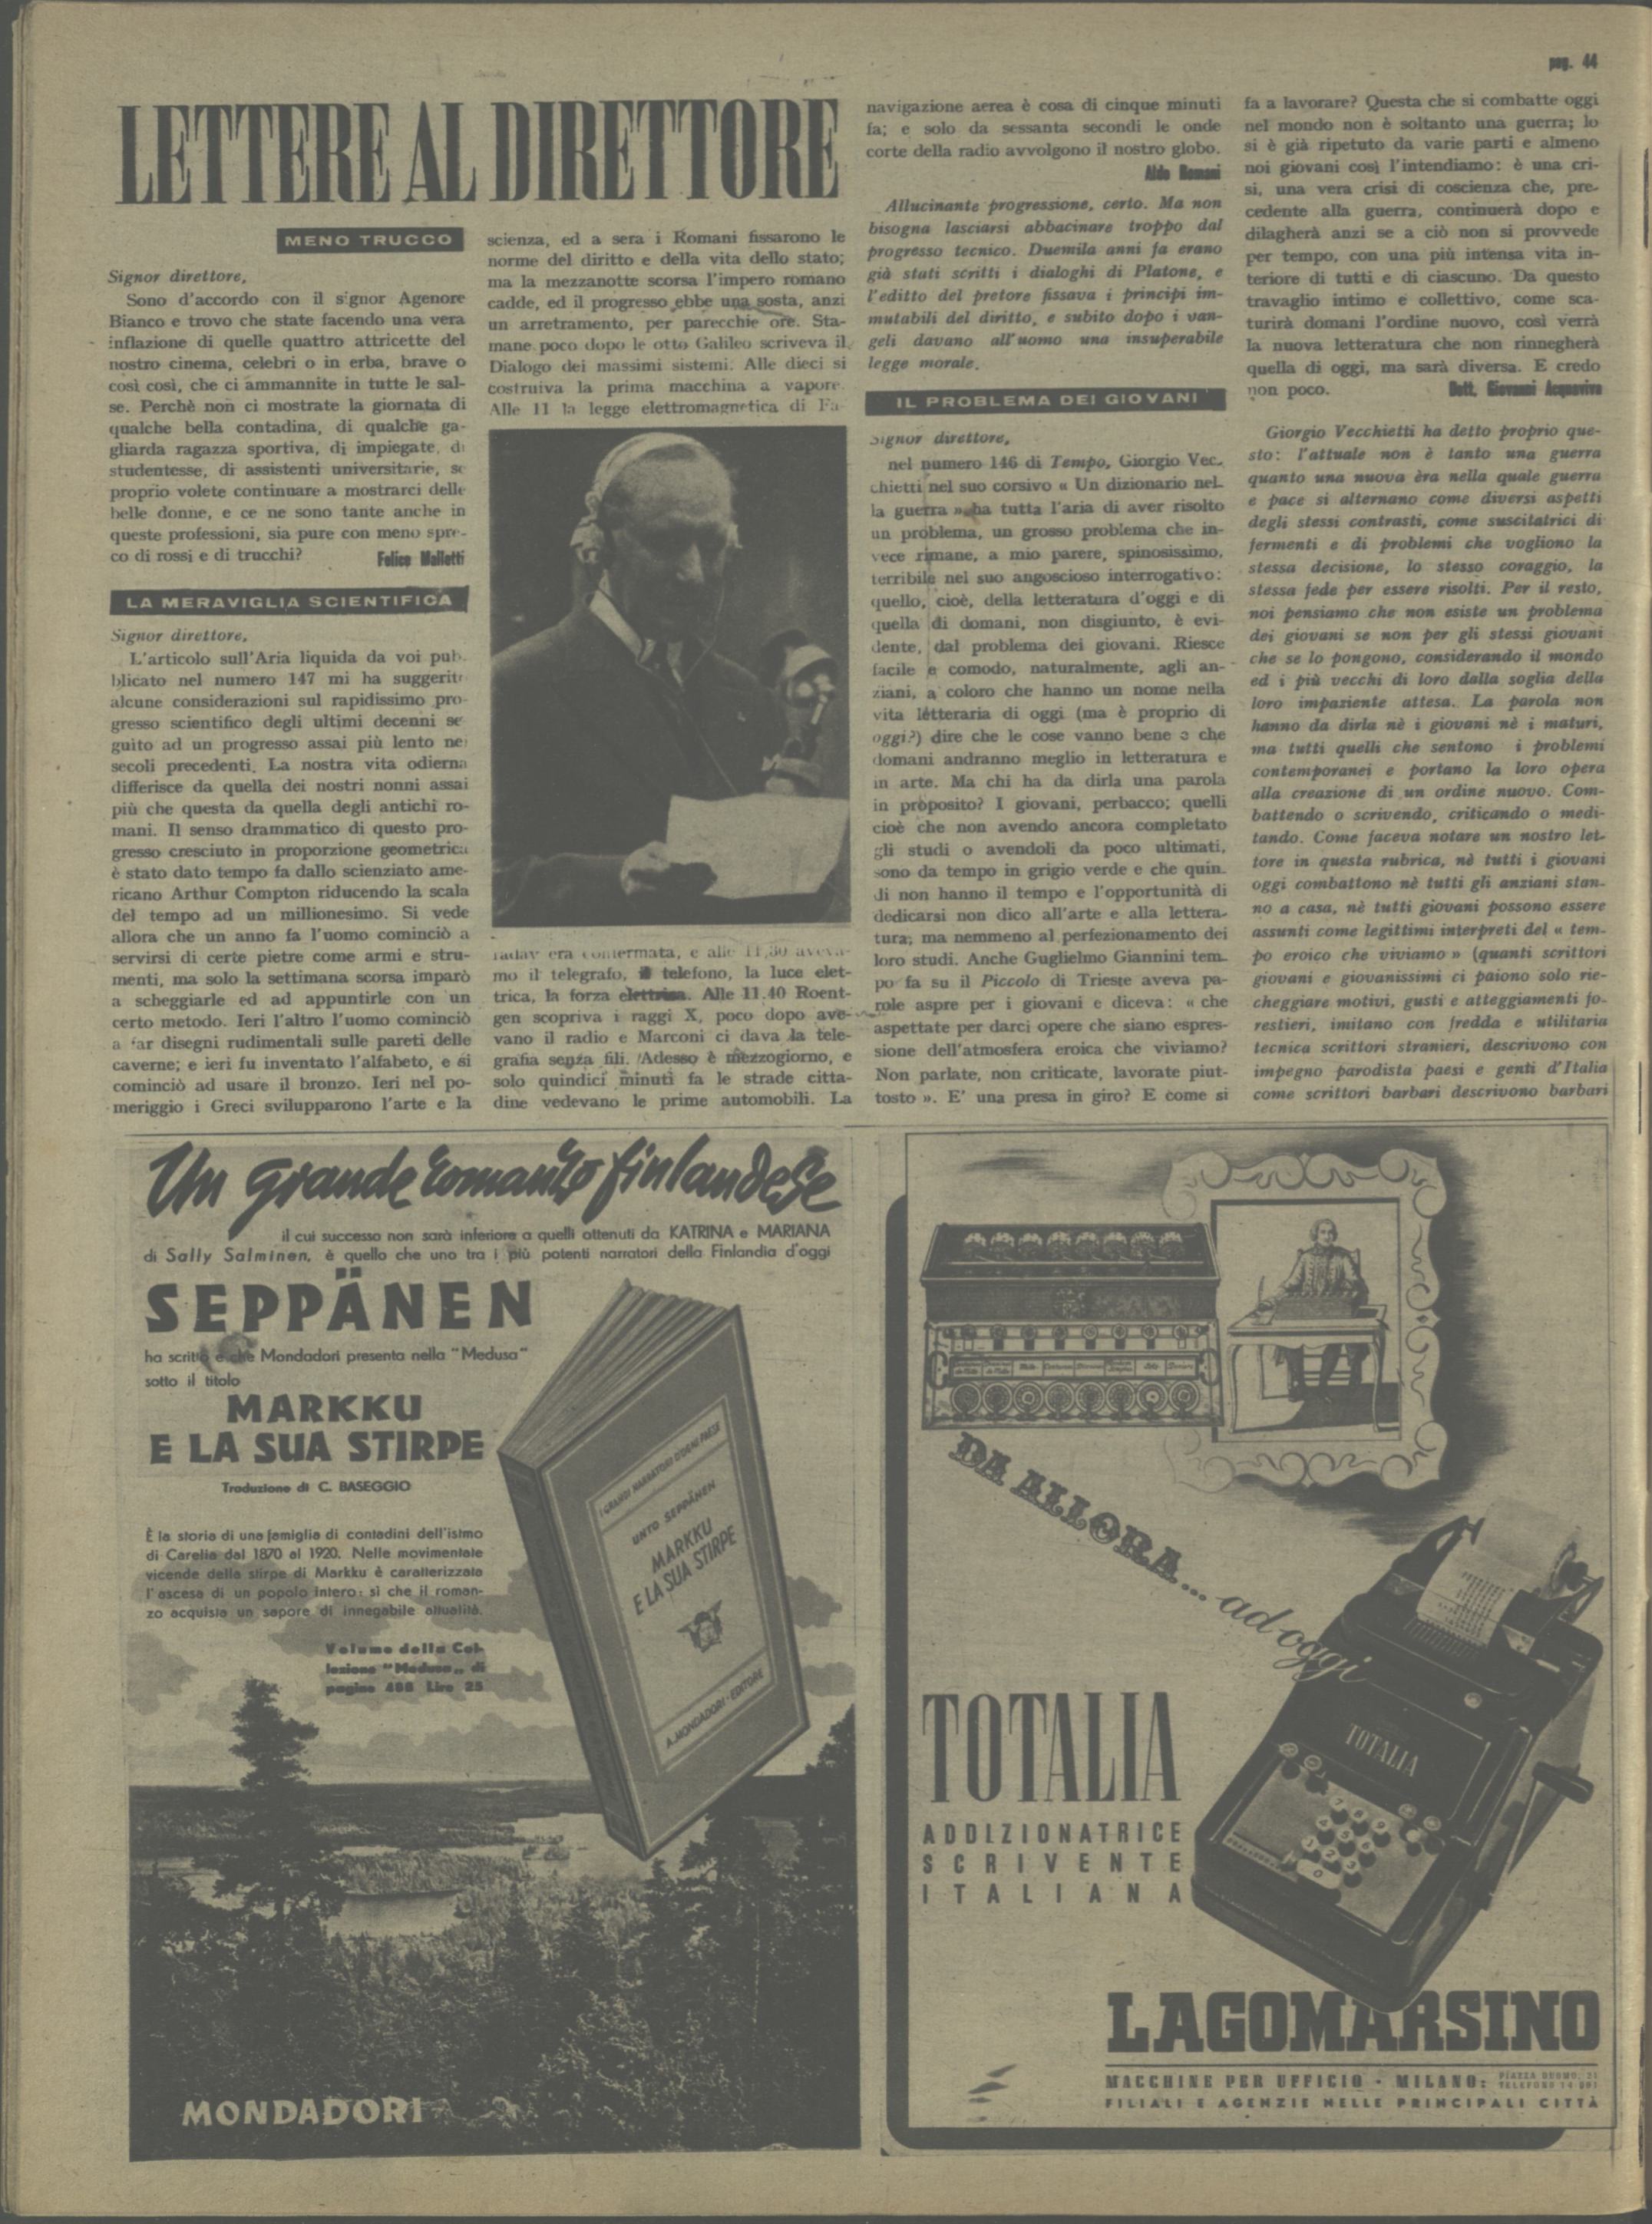 pag. 44
LETTERE AL DIRETTORE
MENO TRUCCO
Signor direttore,
Sono d'accordo con il signor Agenore
Bianco e trovo che state facendo una vera
inflazione di quelle quattro attricette del
nostro cinema, celebri o in erba, brave o
così così, che ci ammannite in tutte le sal-
se. Perchè non ci mostrate la giornata di
qualche bella contadina, di qualche ga-
gliarda ragazza sportiva, di impiegate, di
studentesse, di assistenti universitarie, se
proprio volete continuare a mostrarci delle
belle donne, e ce ne sono tante anche in
queste professioni, sia pure con meno spre-
co di rossi e di trucchi?
Felice Mallotti
LA MERAVIGLIA SCIENTIFICA
Signor direttore,
L'articolo sull'Aria liquida da voi pub-
blicato nel numero 147 mi ha suggerito
alcune considerazioni sul rapidissimo pro-
gresso scientifico degli ultimi decenni se
guito ad un progresso assai più lento nei
secoli precedenti. La nostra vita odierna
differisce da quella dei nostri nonni assai
più che questa da quella degli antichi ro-
mani. Il senso drammatico di questo pro-
gresso cresciuto in proporzione geometrica
è stato dato tempo fa dallo scienziato ame-
ricano Arthur Compton riducendo la scala
del tempo ad un millionesimo. Si vede
allora che un anno fa l'uomo cominciò a
servirsi di certe pietre come armi e stru-
menti, ma solo la settimana scorsa imparò
a scheggiarle ed ad appuntirle con un
certo metodo. Ieri l'altro l'uomo cominciò
a far disegni rudimentali sulle pareti delle
caverne; e ieri fu inventato l'alfabeto, e si
cominciò ad usare il bronzo. Ieri nel po-
meriggio i Greci svilupparono l'arte e la
scienza, ed a sera i Romani fissarono le
norme del diritto e della vita dello stato;
ma la mezzanotte scorsa l'impero romano
cadde, ed il progresso ebbe una sosta, anzi
un arretramento, per parecchie ore. Sta-
mane poco dopo le otto Galileo scriveva il
Dialogo dei massimi sistemi. Alle dieci si
costruiva la prima macchina a vapore.
Alle 11 la legge elettromagnetica di Fa-
raday era confermata, e alle 11,30 aveva-
mo il telegrafo, il telefono, la luce elet-
trica, la forza elettrica. Alle 11.40 Roent-
gen scopriva i raggi X, poco dopo ave-
vano il radio e Marconi ci dava la tele-
grafia senza fili. Adesso è mezzogiorno, e
solo quindici minuti fa le strade citta-
dine vedevano le prime automobili. La
navigazione aerea è cosa di cinque minuti
fa; e solo da sessanta secondi le onde
corte della radio avvolgono il nostro globo.
Aldo Romani
Allucinante progressione, certo. Ma non
bisogna lasciarsi abbacinare troppo dal
progresso tecnico. Duemila anni fa erano
già stati scritti i dialoghi di Platone, e
l'editto del pretore fissava i principi im-
mutabili del diritto, e subito dopo i van-
geli davano all'uomo una insuperabile
legge morale.
IL PROBLEMA DEI GIOVANI
Signor direttore,
nel numero 146 di Tempo, Giorgio Vec-
chietti nel suo corsivo « Un dizionario nel-
la guerra » ha tutta l'aria di aver risolto
un problema, un grosso problema che in-
vece rimane, a mio parere, spinosissimo,
terribile nel suo angoscioso interrogativo:
quello, cioè, della letteratura d'oggi e di
quella di domani, non disgiunto, è evi-
dente, dal problema dei giovani. Riesce
facile e comodo, naturalmente, agli an-
ziani, a coloro che hanno un nome nella
vita letteraria di oggi (ma è proprio di
oggi?) dire che le cose vanno bene e che
domani andranno meglio in letteratura e
in arte. Ma chi ha da dirla una parola
in proposito? I giovani, perbacco; quelli
cioè che non avendo ancora completato
gli studi o avendoli da poco ultimati,
sono da tempo in grigio verde e che quin-
di non hanno il tempo e l'opportunità di
dedicarsi non dico all'arte e alla lettera-
tura, ma nemmeno al perfezionamento dei
loro studi. Anche Guglielmo Giannini tem-
po fa su il Piccolo di Trieste aveva pa-
role aspre per i giovani e diceva: « che
aspettate per darci opere che siano espres-
sione dell'atmosfera eroica che viviamo?
Non parlate, non criticate, lavorate piut-
tosto ». E' una presa in giro? E come si
fa a lavorare? Questa che si combatte oggi
nel mondo non è soltanto una guerra; lo
si è già ripetuto da varie parti e almeno
noi giovani così l'intendiamo: è una cri-
si, una vera crisi di coscienza che, pre-
cedente alla guerra, continuerà dopo e
dilagherà anzi se a ciò non si provvede
per tempo, con una più intensa vita in-
teriore di tutti e di ciascuno. Da questo
travaglio intimo e collettivo, come sca-
turirà domani l'ordine nuovo, così verrà
la nuova letteratura che non rinnegherà
quella di oggi, ma sarà diversa. E credo
non poco.
Dott. Giovanni Acquaviva
Giorgio Vecchietti ha detto proprio que-
sto: l'attuale non è tanto una guerra
quanto una nuova èra nella quale guerra
e pace si alternano come diversi aspetti
degli stessi contrasti, come suscitatrici di
fermenti e di problemi che vogliono la
stessa decisione, lo stesso coraggio, la
stessa fede per essere risolti. Per il resto,
noi pensiamo che non esiste un problema
dei giovani se non per gli stessi giovani
che se lo pongono, considerando il mondo
ed i più vecchi di loro dalla soglia della
loro impaziente attesa. La parola non
hanno da dirla nè i giovani nè i maturi,
ma tutti quelli che sentono i problemi
contemporanei e portano la loro opera
alla creazione di un ordine nuovo. Com-
battendo o scrivendo, criticando o medi-
tando. Come faceva notare un nostro let-
tore in questa rubrica, nè tutti i giovani
oggi combattono nè tutti gli anziani stan-
no a casa, nè tutti giovani possono essere
assunti come legittimi interpreti del « tem-
po eroico che viviamo » (quanti scrittori
giovani e giovanissimi ci paiono solo rie-
cheggiare motivi, gusti e atteggiamenti fo-
restieri, imitano con fredda e utilitaria
tecnica scrittori stranieri, descrivono con
impegno parodista paesi e genti d'Italia
come scrittori barbari descrivono barbari
Un grande romanzo finlandese
il cui successo non sarà inferiore a quelli ottenuti da KATRINA e MARIANA
di Sally Salminen, è quello che uno tra i più potenti narratori della Finlandia d'oggi
SEPPÄNEN
ha scritto e che Mondadori presenta nella "Medusa"
sotto il titolo
MARKKU
E LA SUA STIRPE
Traduzione di C. BASEGGIO
È la storia di una famiglia di contadini dell'istmo
di Carelia dal 1870 al 1920. Nelle movimentate
vicende della stirpe di Markku è caratterizzata
l'ascesa di un popolo intero: sì che il roman-
zo acquista un sapore di innegabile attualità.
Volume della Col-
lezione "Medusa" di
pagine 488 Lire 25
I GRANDI NARRATORI D'OGNI PAESE
UNTO SEPPÄNEN
MARKKU
E LA SUA STIRPE
A. MONDADORI - EDITORE
MONDADORI
DA ALLORA... ad oggi
TOTALIA
TOTALIA
ADDIZIONATRICE
SCRIVENTE
ITALIANA
LAGOMARSINO
MACCHINE PER UFFICIO - MILANO: PIAZZA DUOMO, 21
FILIALI E AGENZIE NELLE PRINCIPALI CITTÀ